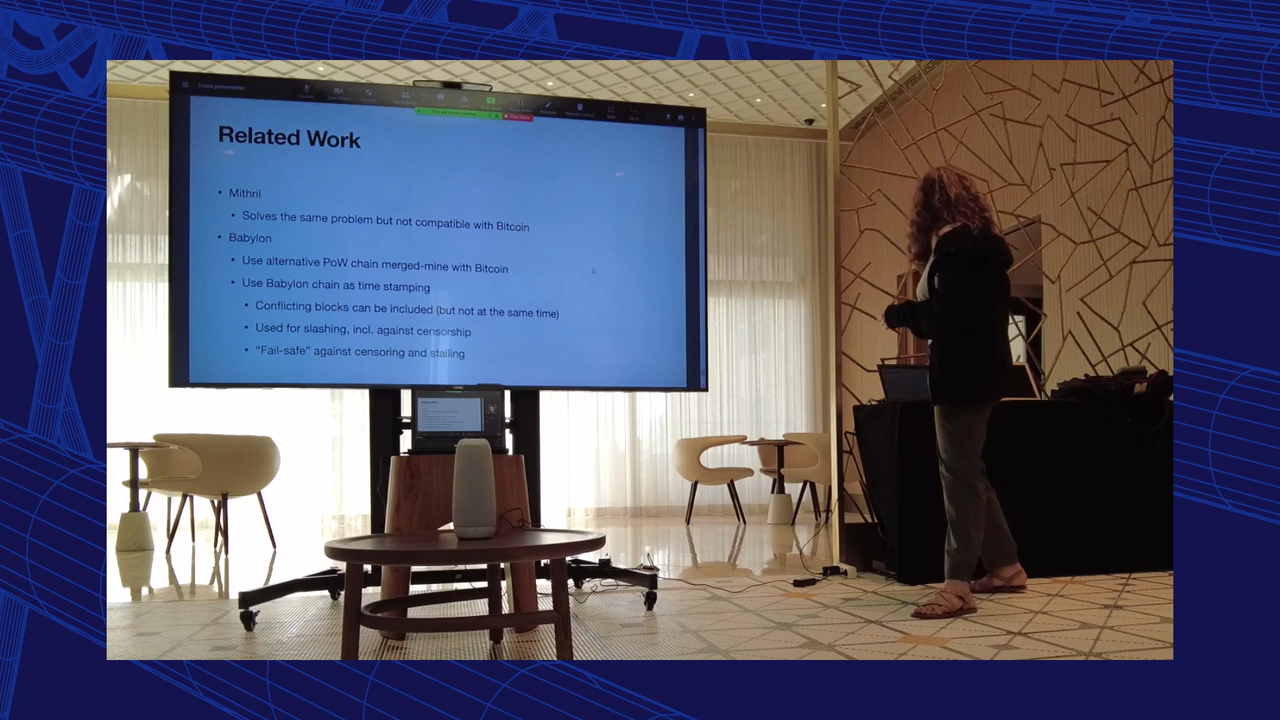 Related Work
• Mithril
• Solves the same problem but not compatible with Bitcoin
• Babylon
• Use alternative PoW chain merged-mine with Bitcoin
• Use Babylon chain as time stamping
• Conflicting blocks can be included (but not at the same time)
• Used for slashing, incl. against censorship
• “Fail-safe” against censoring and stalling